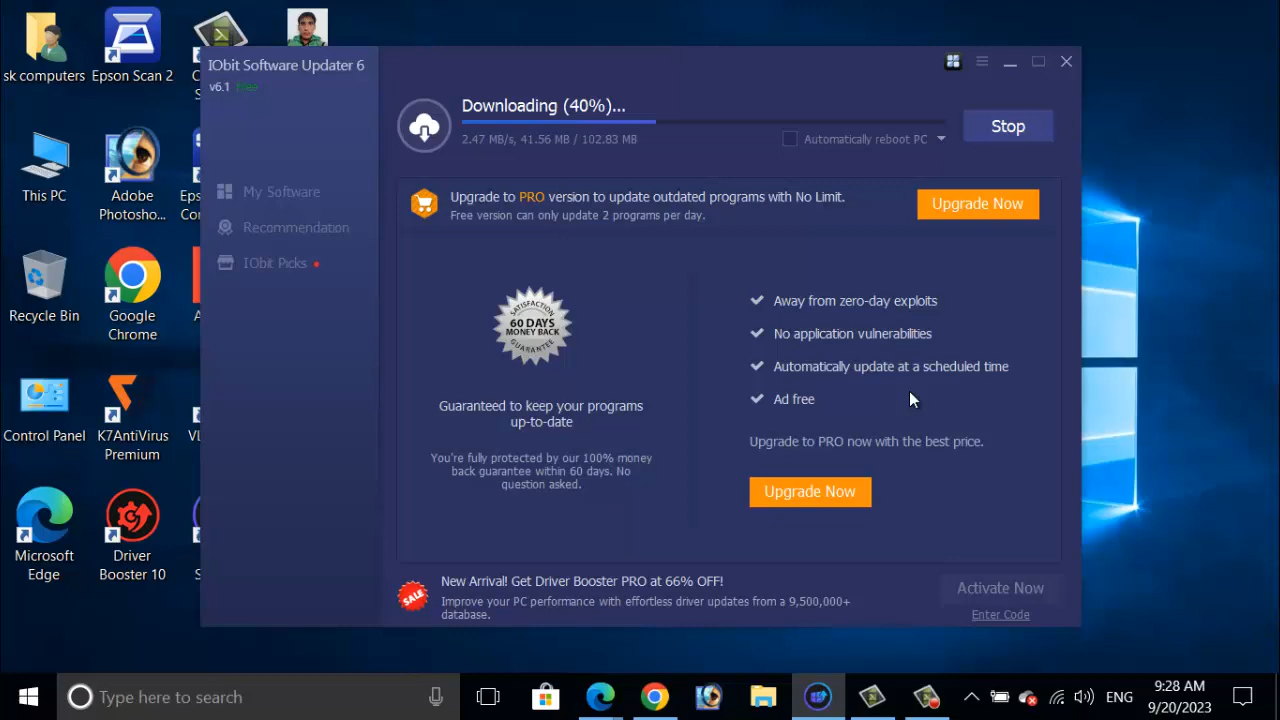 sk computers
Epson Scan 2
IObit Software Updater 6
v6.1 Free
Downloading (40%)...
2.47 MB/s, 41.56 MB / 102.83 MB
Automatically reboot PC
Stop
My Software
Recommendation
IObit Picks
Upgrade to PRO version to update outdated programs with No Limit.
Free version can only update 2 programs per day.
Upgrade Now
SATISFACTION
60 DAYS
MONEY BACK
GUARANTEE
Guaranteed to keep your programs
up-to-date
You're fully protected by our 100% money
back guarantee within 60 days. No
question asked.
Away from zero-day exploits
No application vulnerabilities
Automatically update at a scheduled time
Ad free
Upgrade to PRO now with the best price.
Upgrade Now
SALE
New Arrival! Get Driver Booster PRO at 66% OFF!
Improve your PC performance with effortless driver updates from a 9,500,000+
database.
Activate Now
Enter Code
This PC
Adobe
Photosho...
Recycle Bin
Google
Chrome
Control Panel
K7AntiVirus
Premium
Microsoft
Edge
Driver
Booster 10
Type here to search
ENG
9:28 AM
9/20/2023